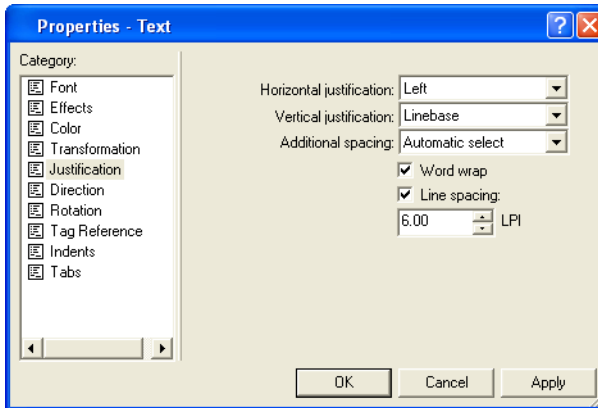 Properties - Text
Category:
Font
Effects
Color
Transformation
Justification
Direction
Rotation
Tag Reference
Indents
Tabs
Horizontal justification: Left
Vertical justification: Linebase
Additional spacing: Automatic select
Word wrap
Line spacing:
6.00 LPI
OK Cancel Apply